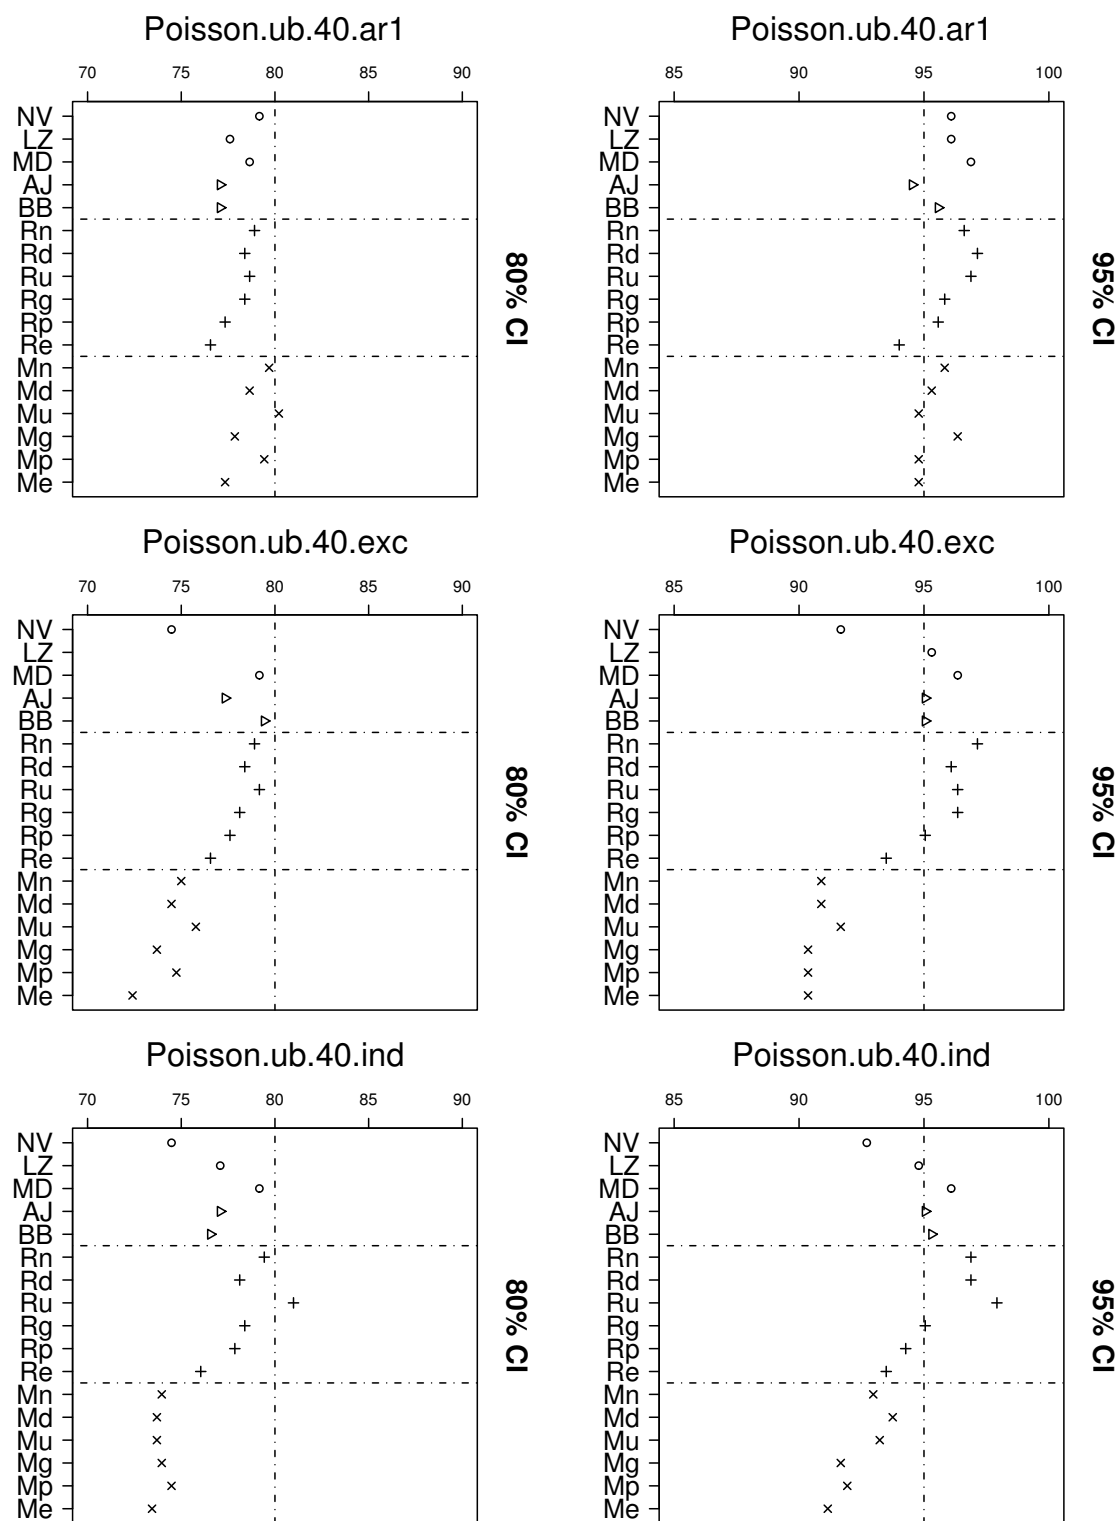 Poisson.ub.40.ar1
70 75 80 85 90
NV
LZ
MD
AJ
BB
Rn
Rd
Ru
Rg
Rp
Re
Mn
Md
Mu
Mg
Mp
Me
80% CI
Poisson.ub.40.ar1
85 90 95 100
NV
LZ
MD
AJ
BB
Rn
Rd
Ru
Rg
Rp
Re
Mn
Md
Mu
Mg
Mp
Me
95% CI
Poisson.ub.40.exc
70 75 80 85 90
NV
LZ
MD
AJ
BB
Rn
Rd
Ru
Rg
Rp
Re
Mn
Md
Mu
Mg
Mp
Me
80% CI
Poisson.ub.40.exc
85 90 95 100
NV
LZ
MD
AJ
BB
Rn
Rd
Ru
Rg
Rp
Re
Mn
Md
Mu
Mg
Mp
Me
95% CI
Poisson.ub.40.ind
70 75 80 85 90
NV
LZ
MD
AJ
BB
Rn
Rd
Ru
Rg
Rp
Re
Mn
Md
Mu
Mg
Mp
Me
80% CI
Poisson.ub.40.ind
85 90 95 100
NV
LZ
MD
AJ
BB
Rn
Rd
Ru
Rg
Rp
Re
Mn
Md
Mu
Mg
Mp
Me
95% CI